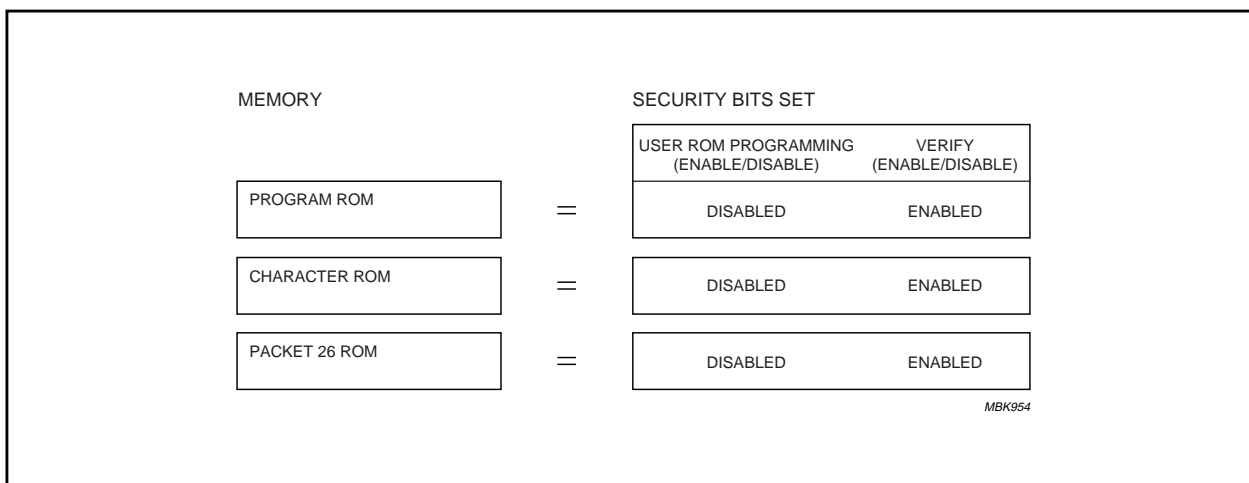 MEMORY
SECURITY BITS SET
USER ROM PROGRAMMING
(ENABLE/DISABLE)
VERIFY
(ENABLE/DISABLE)
PROGRAM ROM
=
DISABLED
ENABLED
CHARACTER ROM
=
DISABLED
ENABLED
PACKET 26 ROM
=
DISABLED
ENABLED
MBK954